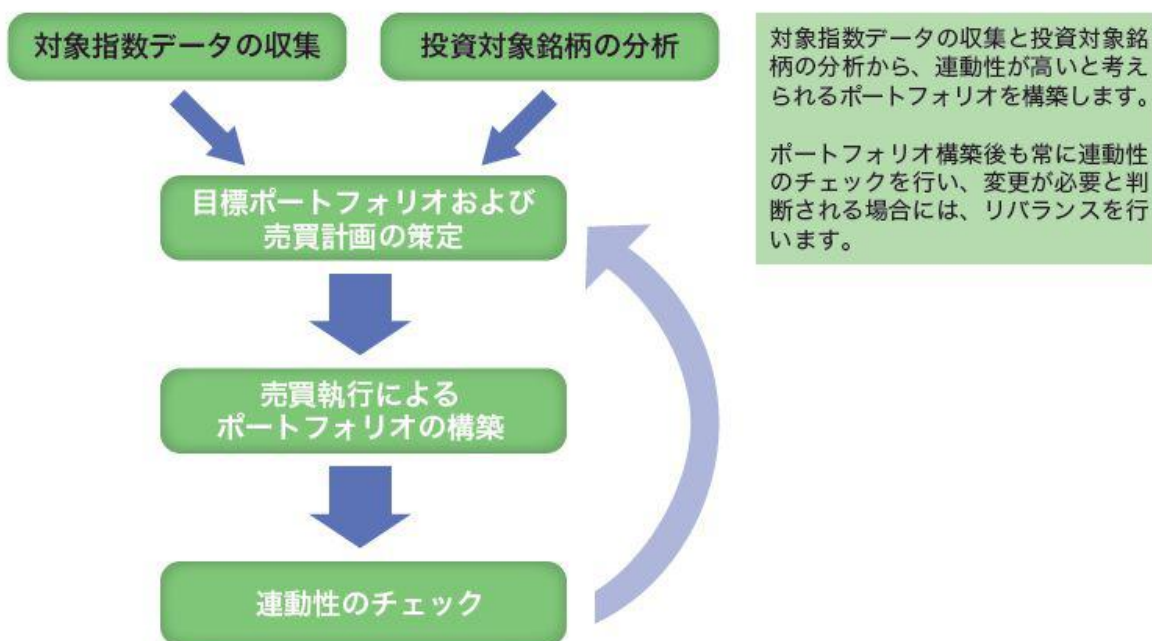 対象指数データの収集
投資対象銘柄の分析
対象指数データの収集と投資対象銘
柄の分析から、連動性が高いと考え
られるポートフォリオを構築します。
ポートフォリオ構築後も常に連動性
のチェックを行い、変更が必要と判
断される場合には、リバランスを行
います。
目標ポートフォリオおよび
売買計画の策定
売買執行による
ポートフォリオの構築
連動性のチェック